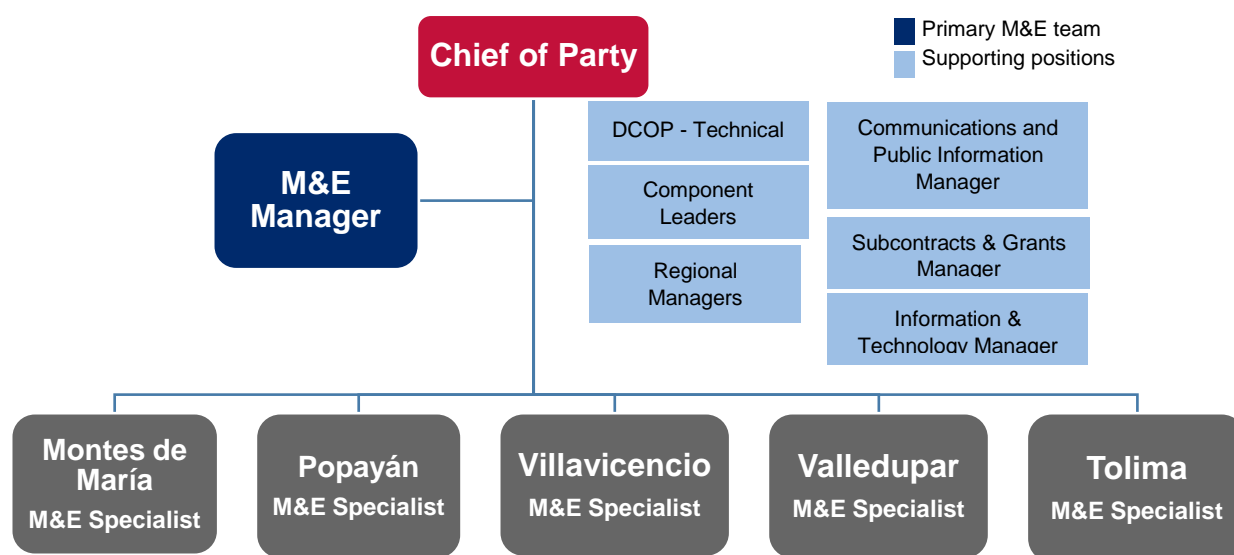 Chief of Party
Primary M&E team
Supporting positions
M&E
Manager
DCOP - Technical
Component
Leaders
Regional
Managers
Communications and
Public Information
Manager
Subcontracts & Grants
Manager
Information &
Technology Manager
Montes de
María
M&E Specialist
Popayán
M&E Specialist
Villavicencio
M&E Specialist
Valledupar
M&E Specialist
Tolima
M&E Specialist